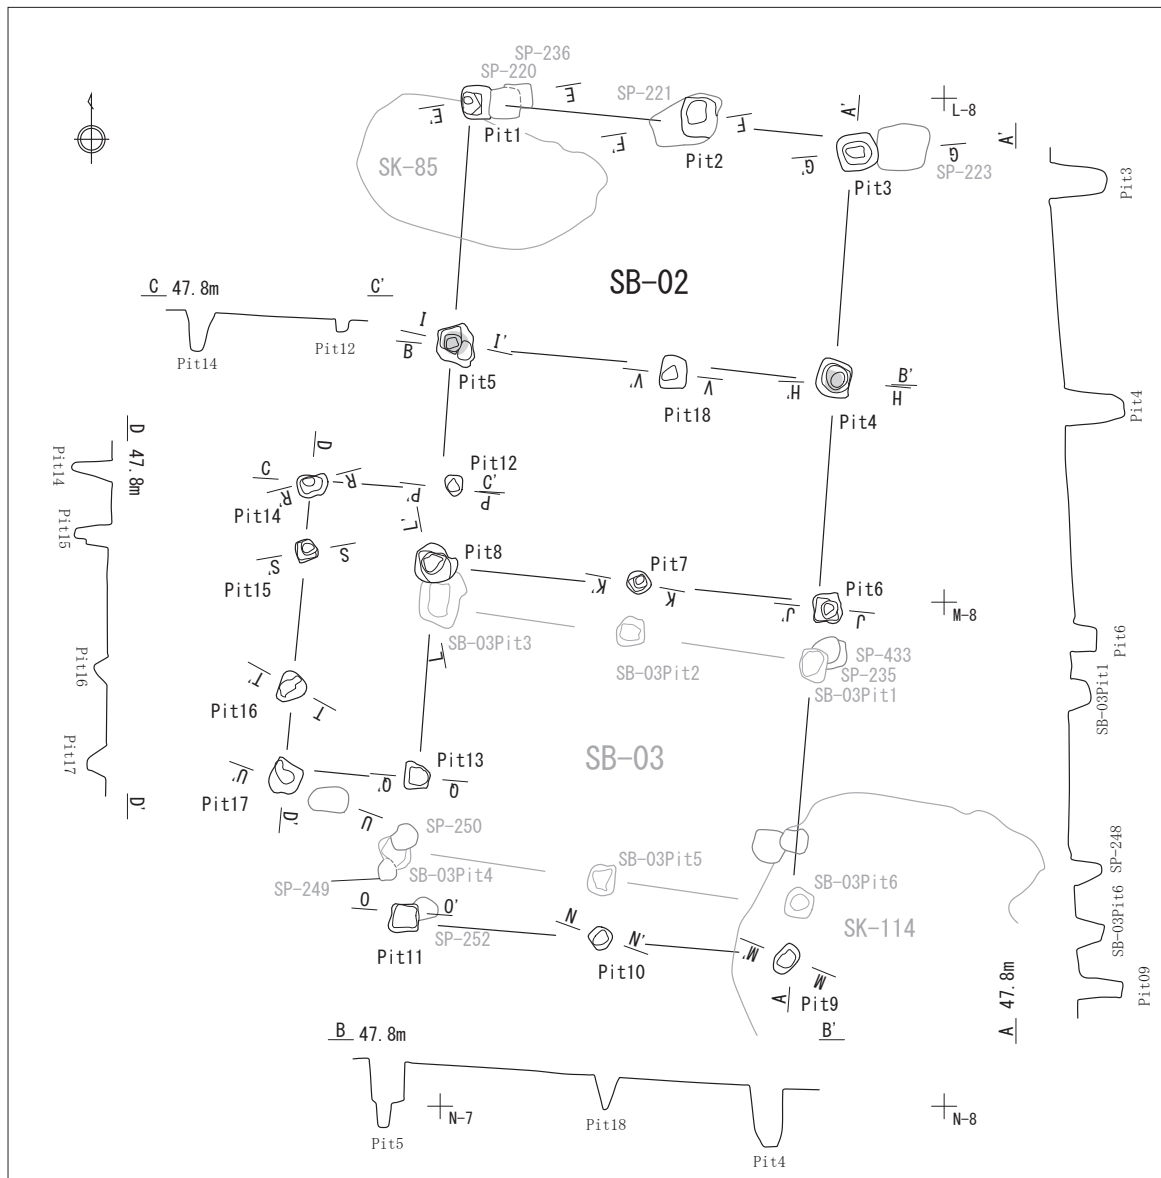 SP-236
SP-220
E
E'
Pit1
SP-221
F
F'
Pit2
A'
L-8
A'
G'
G
Pit3
SP-223
Pit3
SK-85
SB-02
C 47.8m
C'
Pit14
Pit12
I
B
I'
Pit5
V'
V
Pit18
H'
B'
H
Pit4
Pit4
D 47.8m
Pit14
Pit15
Pit16
Pit17
D'
D
C
R'
R
Pit14
Pit12
P'
C'
P
L'
S'
S
Pit15
Pit8
Pit7
K'
K
Pit6
J'
J
M-8
SB-03Pit3
L
SB-03Pit2
SP-433
SP-235
SB-03Pit1
Pit6
SB-03Pit1
T'
T
Pit16
SB-03
U'
Pit17
D'
U
Pit13
Q'
Q
SP-250
SP-249
SB-03Pit4
SB-03Pit5
SB-03Pit6
SK-114
SP-248
SB-03Pit6
Pit09
O
O'
Pit11
SP-252
N
N'
Pit10
M'
M
A
Pit9
A 47.8m
B 47.8m
B'
Pit5
N-7
Pit18
Pit4
N-8